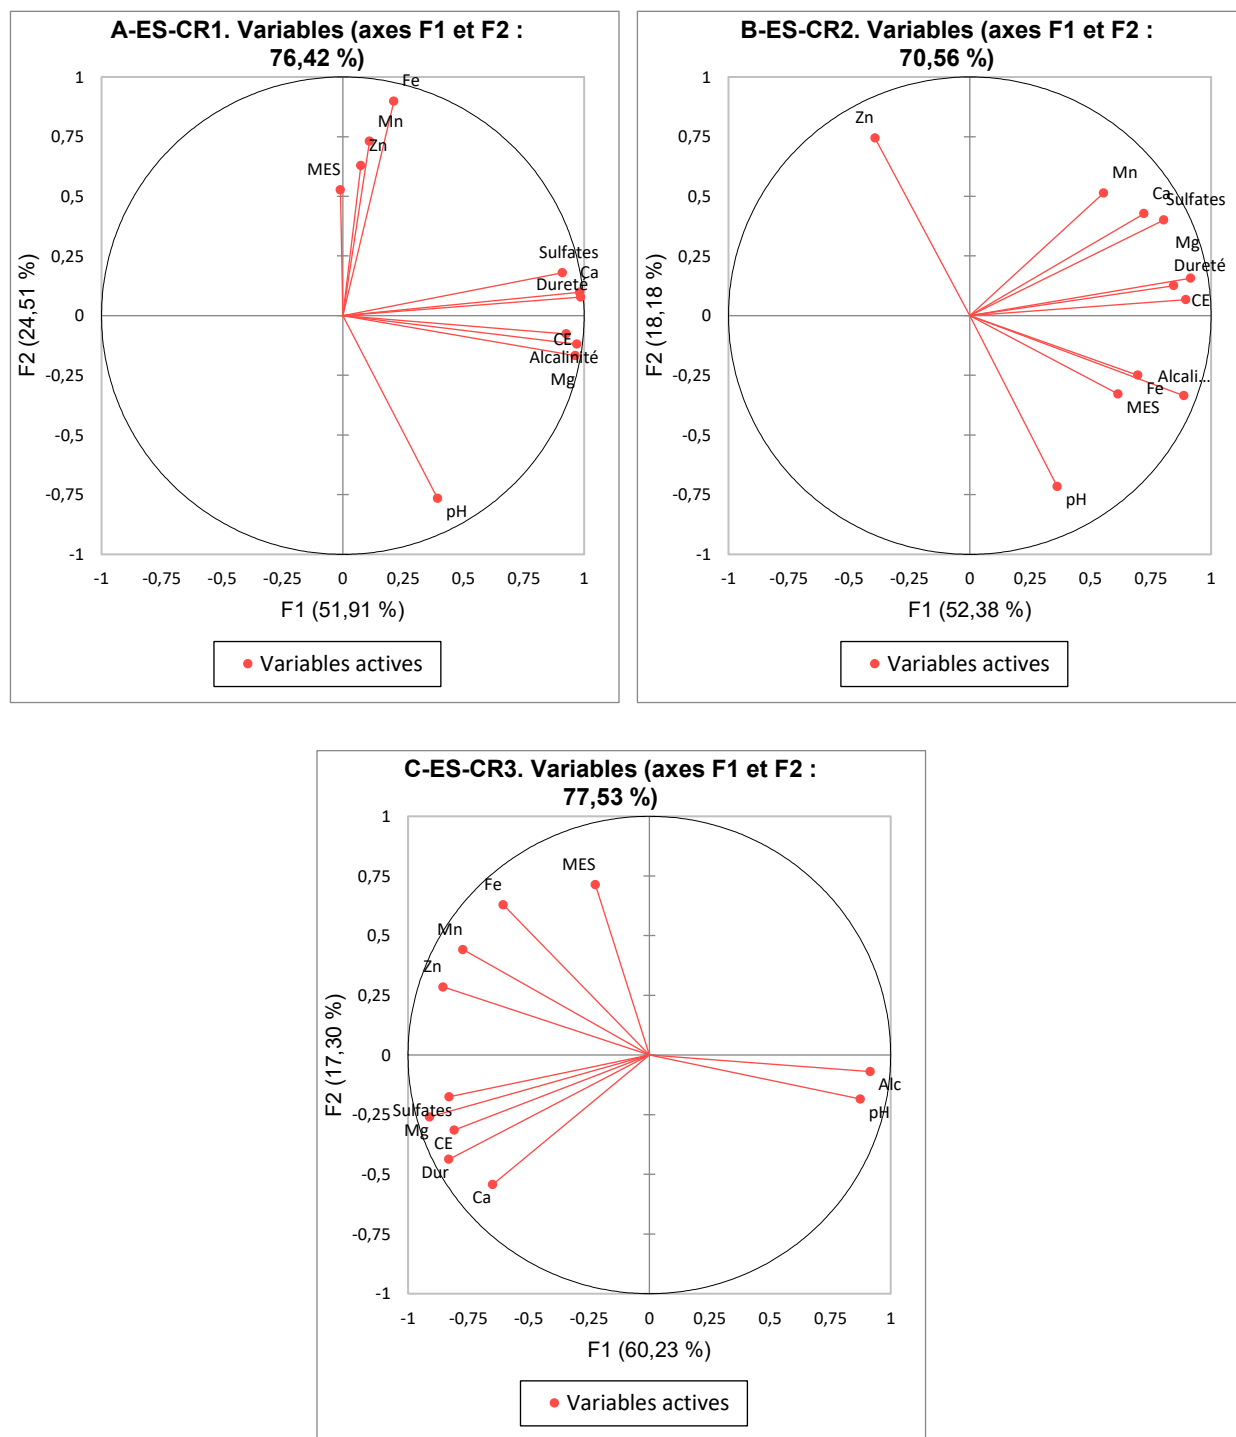 A-ES-CR1. Variables (axes F1 et F2 :
76,42 %)
1
0,75
0,5
0,25
0
-0,25
-0,5
-0,75
-1
F2 (24,51 %)
Fe
Mn
Zn
MES
Sulfates
Ca
Dureté
CE
Alcalinité
Mg
pH
-1 -0,75 -0,5 -0,25 0 0,25 0,5 0,75 1
F1 (51,91 %)
Variables actives
B-ES-CR2. Variables (axes F1 et F2 :
70,56 %)
1
0,75
0,5
0,25
0
-0,25
-0,5
-0,75
-1
F2 (18,18 %)
Zn
Mn
Ca
Sulfates
Mg
Dureté
CE
Alcali...
Fe
MES
pH
-1 -0,75 -0,5 -0,25 0 0,25 0,5 0,75 1
F1 (52,38 %)
Variables actives
C-ES-CR3. Variables (axes F1 et F2 :
77,53 %)
1
0,75
0,5
0,25
0
-0,25
-0,5
-0,75
-1
F2 (17,30 %)
MES
Fe
Mn
Zn
Alc
pH
Sulfates
Mg
CE
Dur
Ca
-1 -0,75 -0,5 -0,25 0 0,25 0,5 0,75 1
F1 (60,23 %)
Variables actives